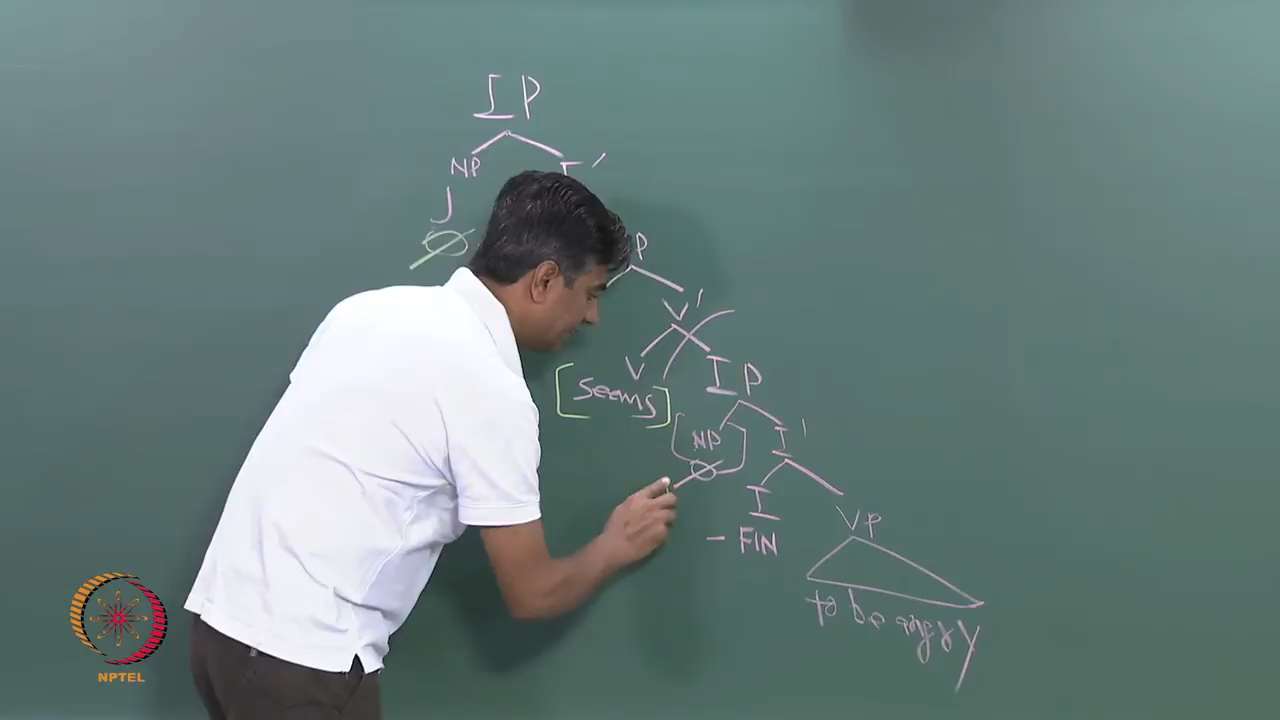 IP
NP I'
J
Ø
P
V'
V IP
[seems]
[NP] I'
Ø
I
VP
- FIN
to be angry
NPTEL